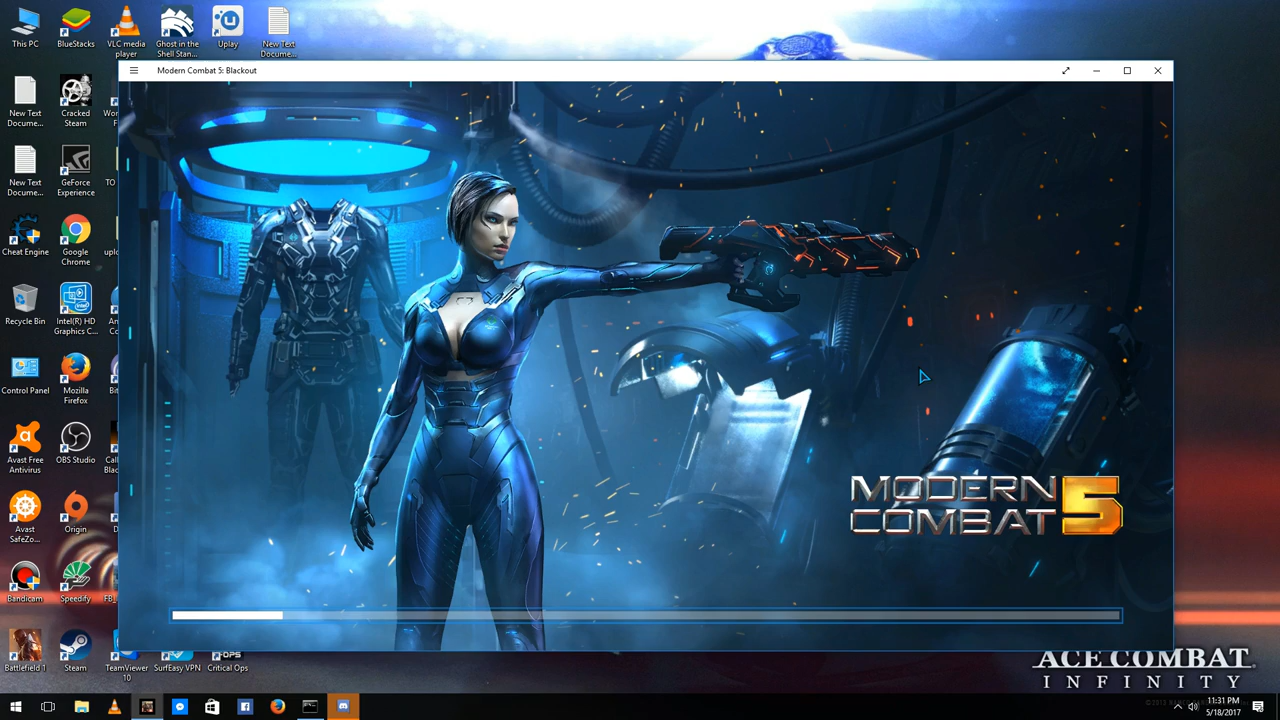 This PC
BlueStacks
VLC media
player
Ghost in the
Shell Stan...
Uplay
New Text
Docume...
Modern Combat 5: Blackout
New Text
Docume...
Cracked
Steam
New Text
Docume...
GeForce
Experience
TO
Cheat Engine
Google
Chrome
Recycle Bin
Intel(R) HD
Graphics C...
Control Panel
Mozilla
Firefox
Avast Free
Antivirus
OBS Studio
MODERN
COMBAT 5
Avast
SafeZo...
Origin
Bandicam
Speedify
Battlefield 1
Steam
TeamViewer
10
SurfEasy VPN
OPS
Critical Ops
ACE COMBAT
INFINITY
11:31 PM
5/18/2017